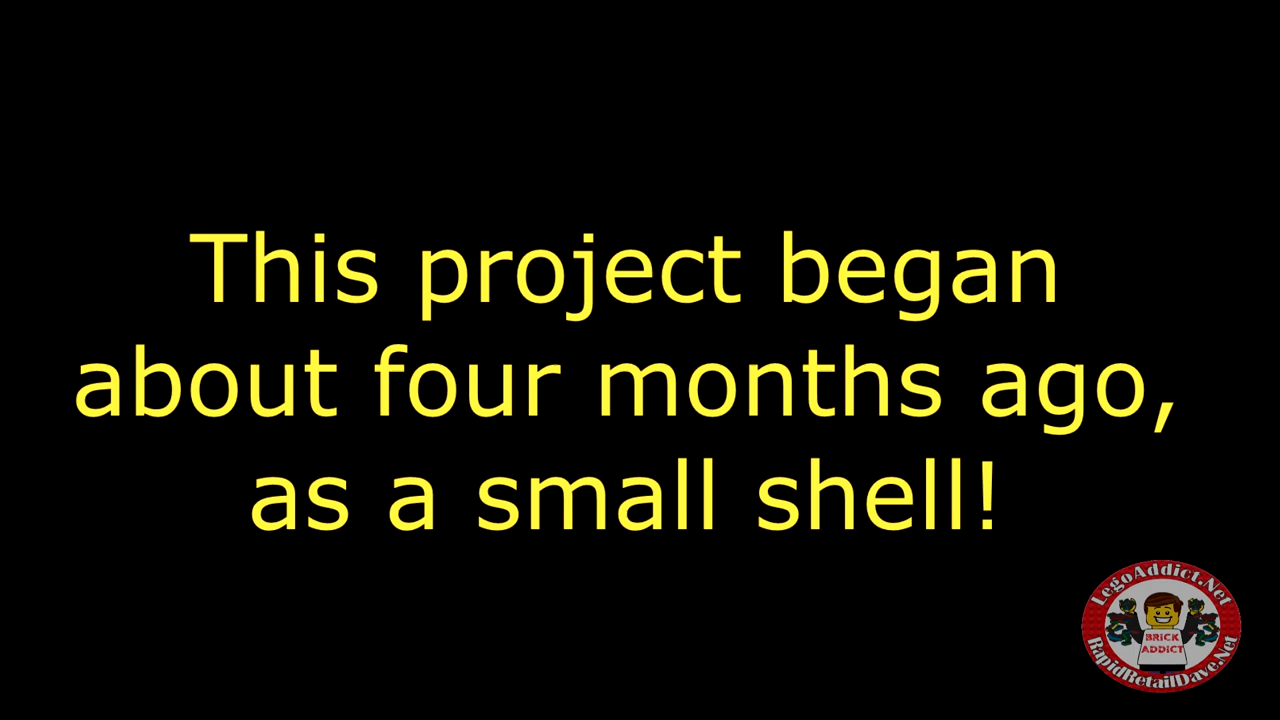 This project began
about four months ago,
as a small shell!
LegoAddict.Net
BRICK
ADDICT
RapidRetailDave.Net